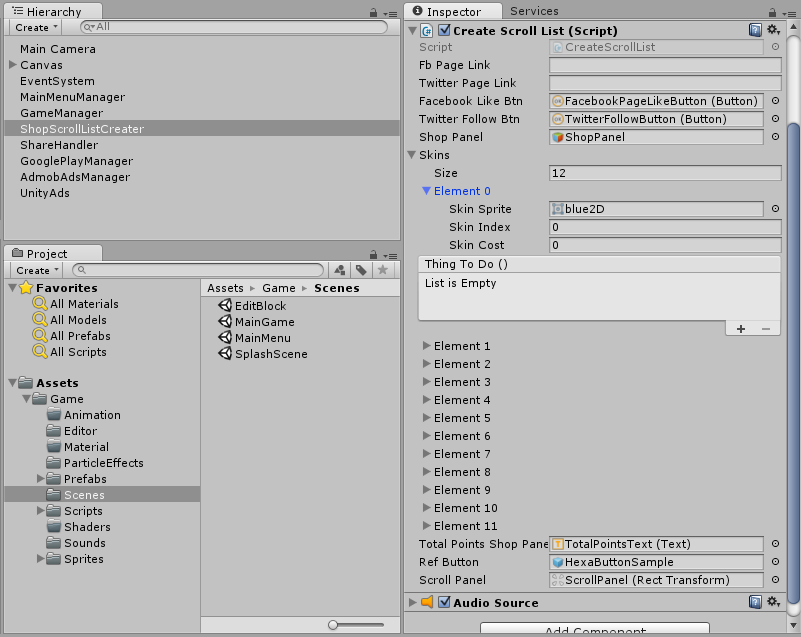 Hierarchy
Create
All
Main Camera
Canvas
EventSystem
MainMenuManager
GameManager
ShopScrollListCreater
ShareHandler
GooglePlayManager
AdmobAdsManager
UnityAds
Project
Create
Favorites
All Materials
All Models
All Prefabs
All Scripts
Assets
Game
Animation
Editor
Material
ParticleEffects
Prefabs
Scenes
Scripts
Shaders
Sounds
Sprites
Assets Game Scenes
EditBlock
MainGame
MainMenu
SplashScene
Inspector Services
Create Scroll List (Script)
Script CreateScrollList
Fb Page Link
Twitter Page Link
Facebook Like Btn FacebookPageLikeButton (Button)
Twitter Follow Btn TwitterFollowButton (Button)
Shop Panel ShopPanel
Skins
Size 12
Element 0
Skin Sprite blue2D
Skin Index 0
Skin Cost 0
Thing To Do ()
List is Empty
Element 1
Element 2
Element 3
Element 4
Element 5
Element 6
Element 7
Element 8
Element 9
Element 10
Element 11
Total Points Shop Pane TotalPointsText (Text)
Ref Button HexaButtonSample
Scroll Panel ScrollPanel (Rect Transform)
Audio Source
Add Component